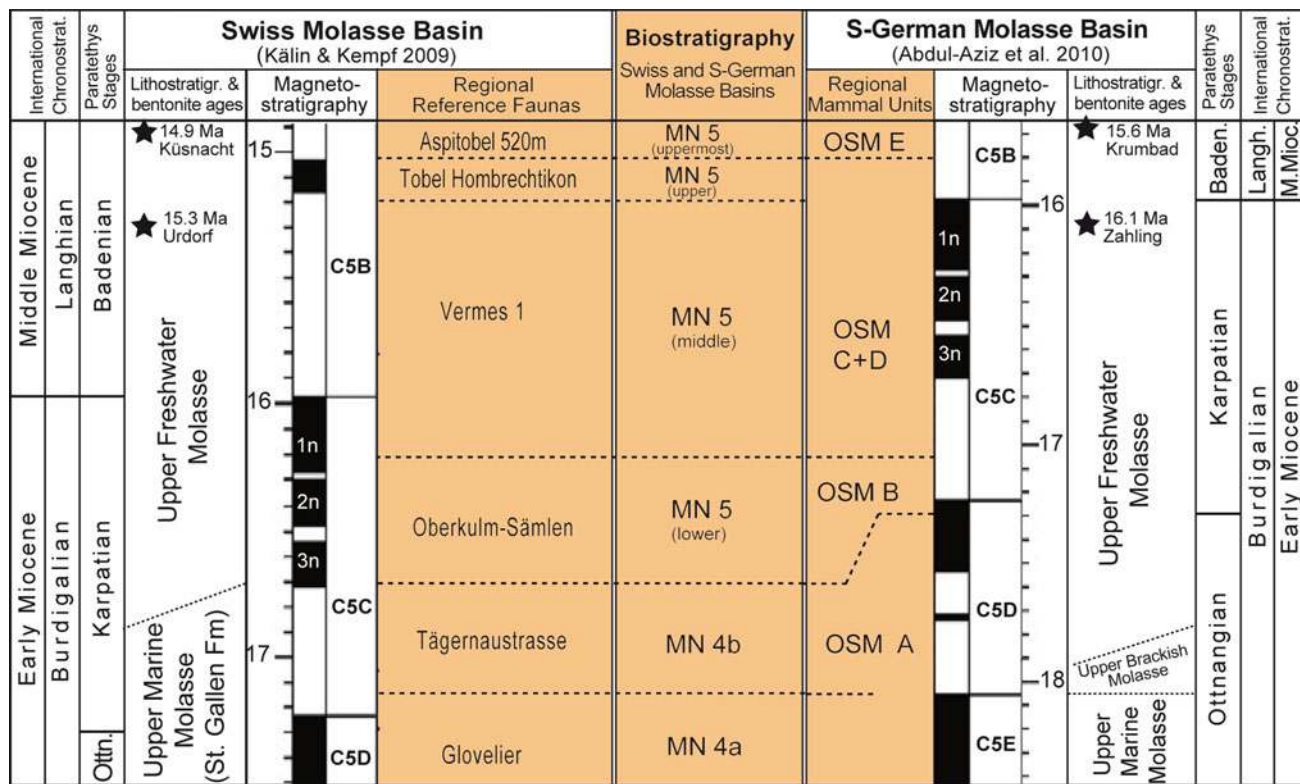 International
Chronostrat.
Paratethys
Stages
Swiss Molasse Basin
(Kälin & Kempf 2009)
Lithostratigr. &
bentonite ages
Magneto-
stratigraphy
Regional
Reference Faunas
Biostratigraphy
Swiss and S-German
Molasse Basins
S-German Molasse Basin
(Abdul-Aziz et al. 2010)
Regional
Mammal Units
Magneto-
stratigraphy
Lithostratigr. &
bentonite ages
Paratethys
Stages
International
Chronostrat.
Middle Miocene
Early Miocene
Langhian
Burdigalian
Badenian
Karpatian
Ottn.
14.9 Ma
Küsnacht
15.3 Ma
Urdorf
Upper Freshwater
Molasse
Upper Marine
Molasse
(St. Gallen Fm)
15
16
17
1n
2n
3n
C5B
C5C
C5D
Aspitobel 520m
Tobel Hombrechtikon
Vermes 1
Oberkulm-Sämlen
Tägernaustrasse
Glovelier
MN 5
(uppermost)
MN 5
(upper)
MN 5
(middle)
MN 5
(lower)
MN 4b
MN 4a
OSM E
OSM
C+D
OSM B
OSM A
1n
2n
3n
C5B
C5C
C5D
C5E
16
17
18
15.6 Ma
Krumbad
16.1 Ma
Zahling
Upper Freshwater
Molasse
Upper Brackish
Molasse
Upper
Marine
Molasse
Baden.
Karpatian
Ottnangian
Langh.
Burdigalian
M.Mioc.
Early Miocene